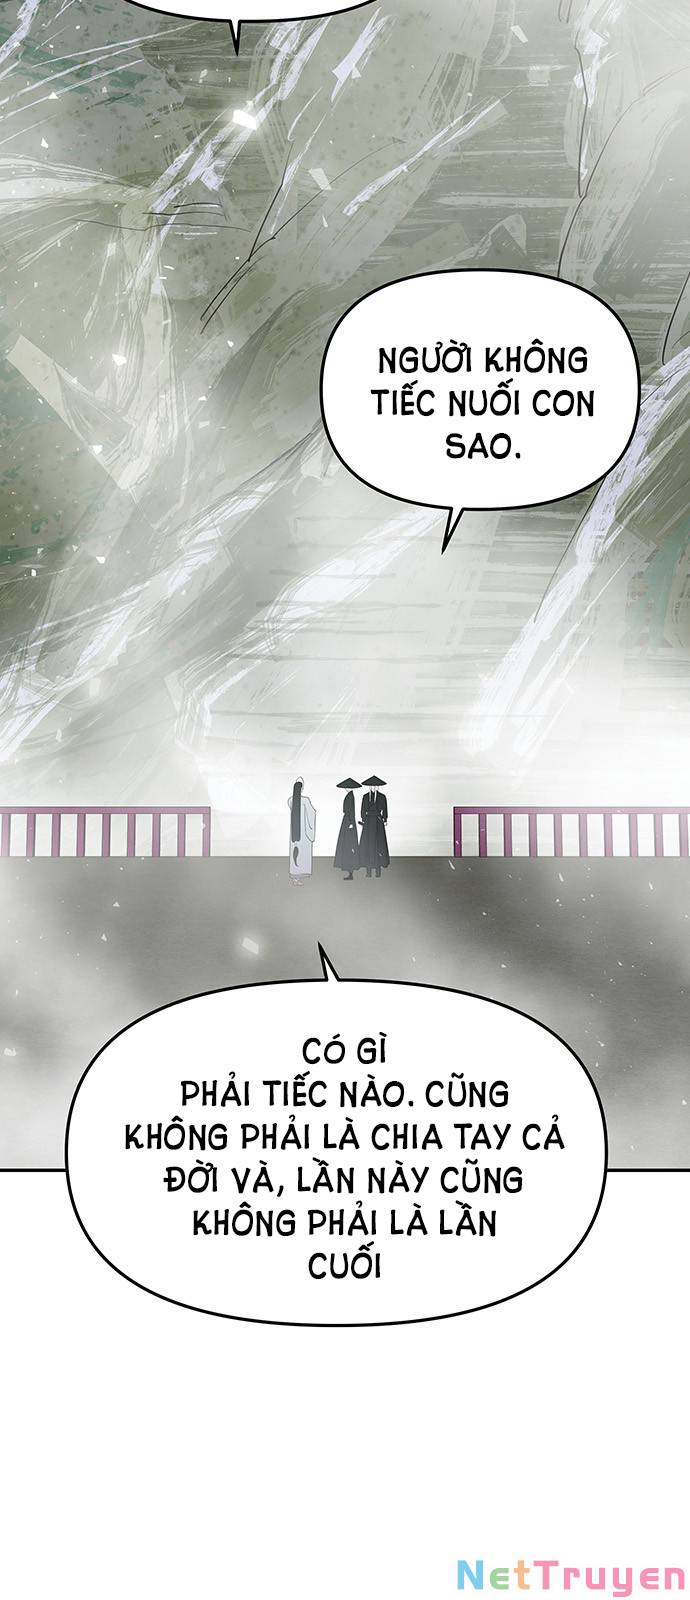 NGƯỜI KHÔNG
TIẾC NUỐI CON
SAO.
CÓ GÌ
PHẢI TIẾC NÀO. CŨNG
KHÔNG PHẢI LÀ CHIA TAY CẢ
ĐỜI VÀ, LẦN NÀY CŨNG
KHÔNG PHẢI LÀ LẦN
CUỐI
NetTruyen